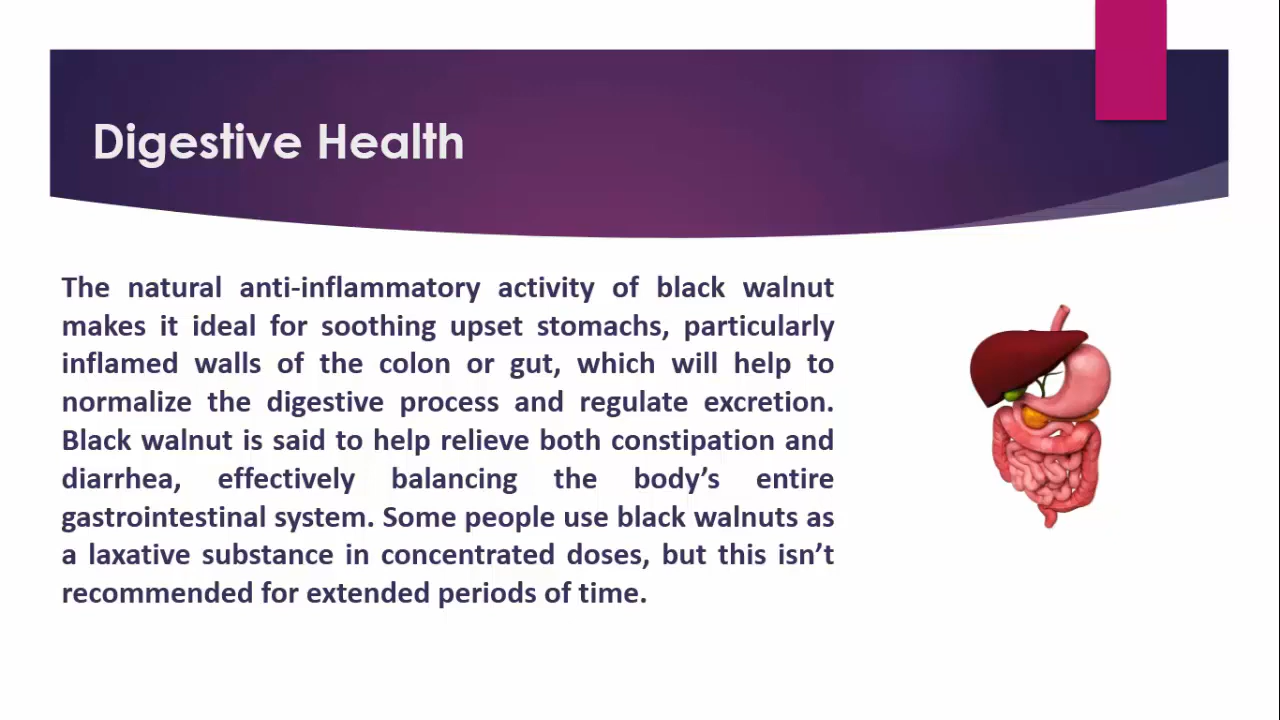 Digestive Health
The natural anti-inflammatory activity of black walnut
makes it ideal for soothing upset stomachs, particularly
inflamed walls of the colon or gut, which will help to
normalize the digestive process and regulate excretion.
Black walnut is said to help relieve both constipation and
diarrhea, effectively balancing the body’s entire
gastrointestinal system. Some people use black walnuts as
a laxative substance in concentrated doses, but this isn’t
recommended for extended periods of time.